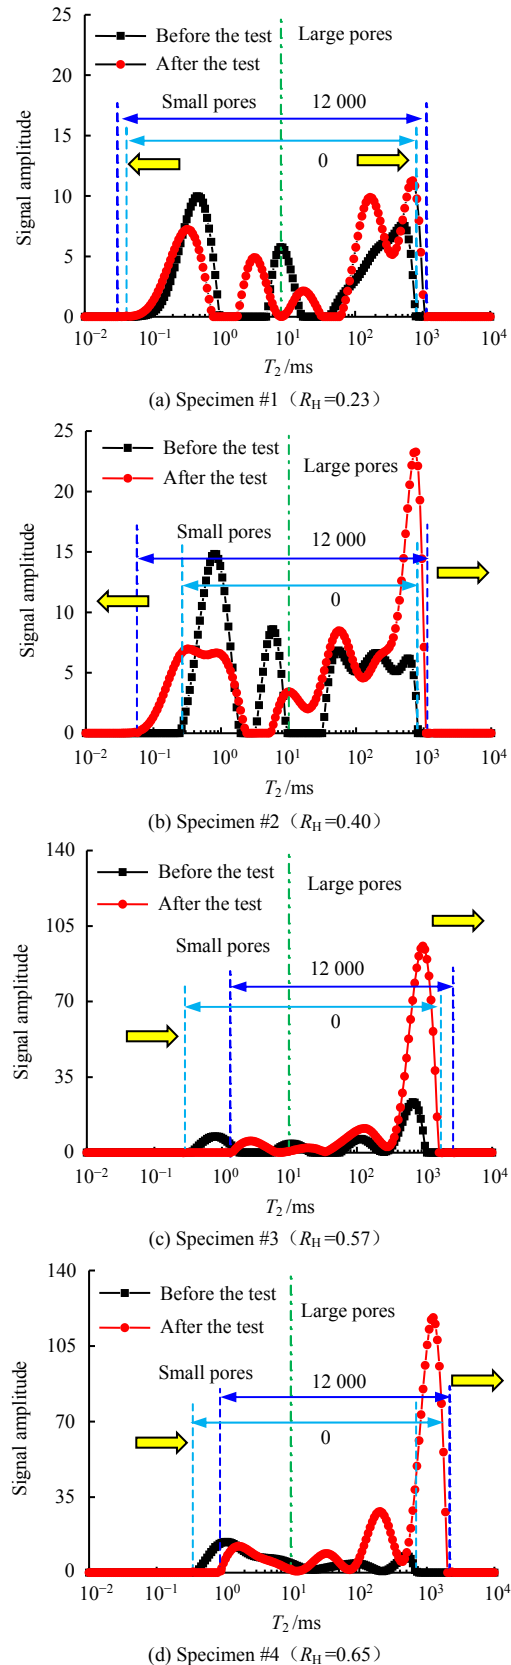 25
Before the test
Large pores
After the test
20
Small pores
12 000
15
0
10
5
0
Signal amplitude
10⁻² 10⁻¹ 10⁰ 10¹ 10² 10³ 10⁴
T₂/ms
(a) Specimen #1（R_H=0.23）
25
Before the test
After the test
Large pores
20
Small pores
12 000
15
0
10
5
0
Signal amplitude
10⁻² 10⁻¹ 10⁰ 10¹ 10² 10³ 10⁴
T₂/ms
(b) Specimen #2（R_H=0.40）
140
Before the test
Large pores
After the test
105
Small pores
12 000
0
70
35
0
Signal amplitude
10⁻² 10⁻¹ 10⁰ 10¹ 10² 10³ 10⁴
T₂/ms
(c) Specimen #3（R_H=0.57）
140
Before the test
Large pores
After the test
105
Small pores
12 000
0
70
35
0
Signal amplitude
10⁻² 10⁻¹ 10⁰ 10¹ 10² 10³ 10⁴
T₂/ms
(d) Specimen #4（R_H=0.65）